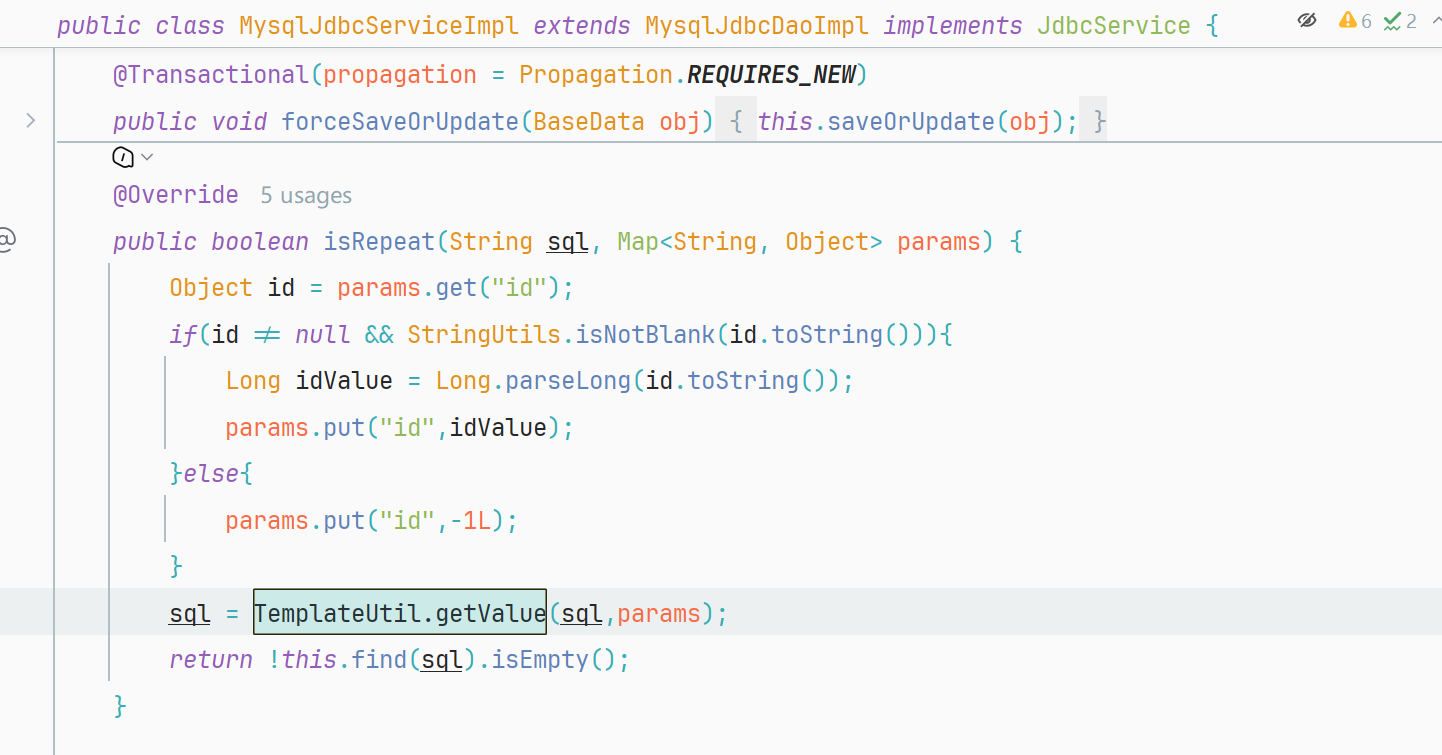 public class MysqlJdbcServiceImpl extends MysqlJdbcDaoImpl implements JdbcService {
6 2
@Transactional(propagation = Propagation.REQUIRES_NEW)
public void forceSaveOrUpdate(BaseData obj) { this.saveOrUpdate(obj); }
@Override 5 usages
public boolean isRepeat(String sql, Map<String, Object> params) {
Object id = params.get("id");
if(id != null && StringUtils.isNotBlank(id.toString())){
Long idValue = Long.parseLong(id.toString());
params.put("id",idValue);
}else{
params.put("id",-1L);
}
sql = TemplateUtil.getValue(sql,params);
return !this.find(sql).isEmpty();
}